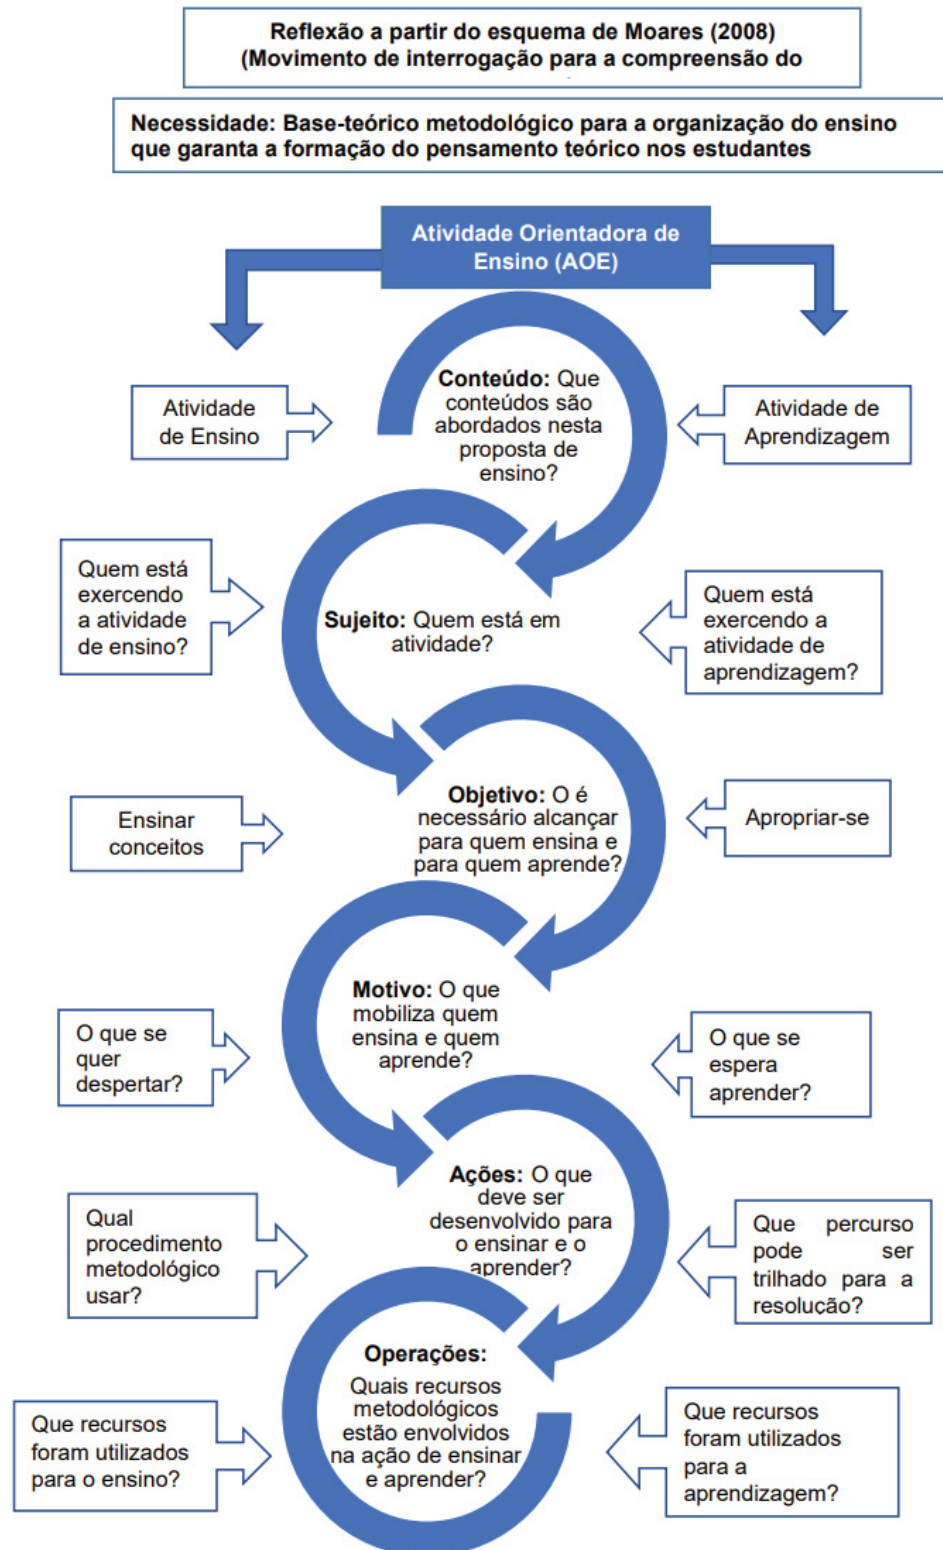 Reflexão a partir do esquema de Moares (2008)
(Movimento de interrogação para a compreensão do
Necessidade: Base-teórico metodológico para a organização do ensino
que garanta a formação do pensamento teórico nos estudantes
Atividade Orientadora de
Ensino (AOE)
Atividade
de Ensino
Conteúdo: Que
conteúdos são
abordados nesta
proposta de
ensino?
Atividade de
Aprendizagem
Quem está
exercendo
a atividade
de ensino?
Sujeito: Quem está em
atividade?
Quem está
exercendo a
atividade de
aprendizagem?
Ensinar
conceitos
Objetivo: O é
necessário alcançar
para quem ensina e
para quem aprende?
Apropriar-se
O que se
quer
despertar?
Motivo: O que
mobiliza quem
ensina e quem
aprende?
O que se
espera
aprender?
Qual
procedimento
metodológico
usar?
Ações: O que
deve ser
desenvolvido para
o ensinar e o
aprender?
Que percurso
pode ser
trilhado para a
resolução?
Que recursos
foram utilizados
para o ensino?
Operações:
Quais recursos
metodológicos
estão envolvidos
na ação de ensinar
e aprender?
Que recursos
foram utilizados
para a
aprendizagem?